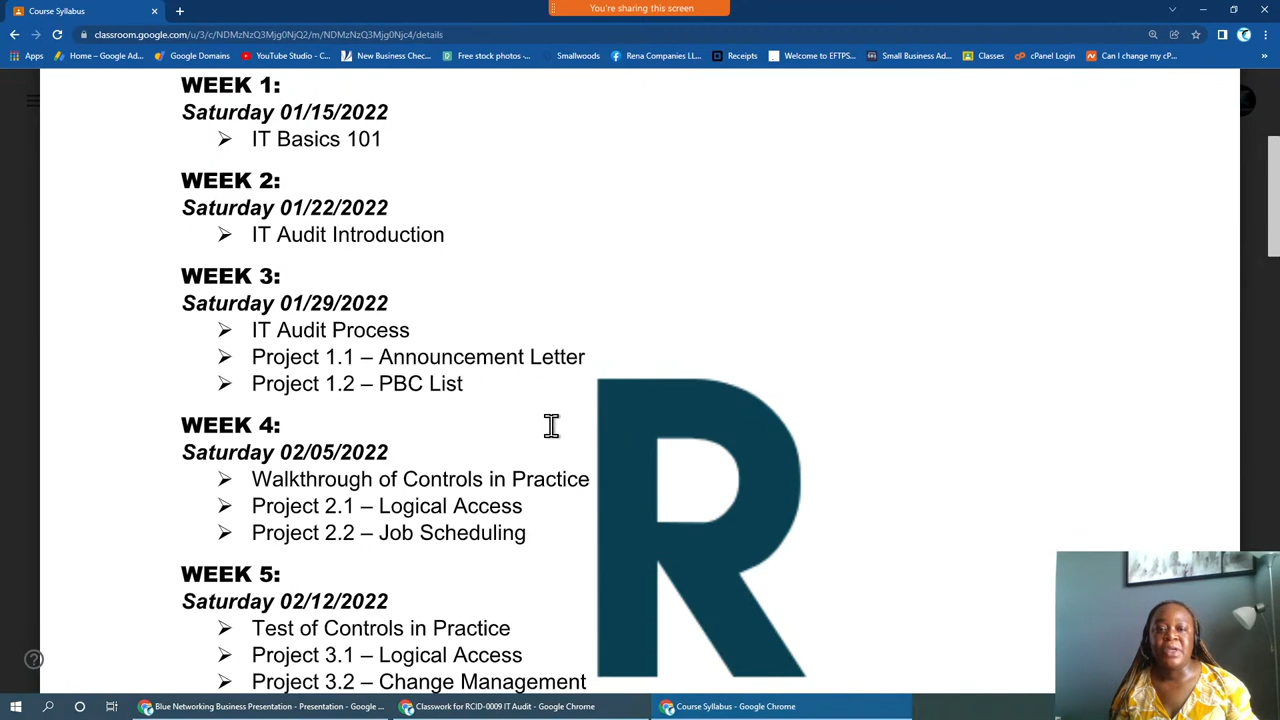 Course Syllabus
You're sharing this screen
classroom.google.com/u/3/c/NDMzNzQ3Mjg0NjQ2/m/NDMzNzQ3Mjg0Njc4/details
Apps
Home – Google Ad...
Google Domains
YouTube Studio - C...
New Business Chec...
Free stock photos -...
Smallwoods
Rena Companies LL...
Receipts
Welcome to EFTPS...
Small Business Ad...
Classes
cPanel Login
Can I change my cP...
WEEK 1:
Saturday 01/15/2022
➢ IT Basics 101
WEEK 2:
Saturday 01/22/2022
➢ IT Audit Introduction
WEEK 3:
Saturday 01/29/2022
➢ IT Audit Process
➢ Project 1.1 – Announcement Letter
➢ Project 1.2 – PBC List
WEEK 4:
Saturday 02/05/2022
➢ Walkthrough of Controls in Practice
➢ Project 2.1 – Logical Access
➢ Project 2.2 – Job Scheduling
WEEK 5:
Saturday 02/12/2022
➢ Test of Controls in Practice
➢ Project 3.1 – Logical Access
➢ Project 3.2 – Change Management
R
Blue Networking Business Presentation - Presentation - Google ...
Classwork for RCID-0009 IT Audit - Google Chrome
Course Syllabus - Google Chrome